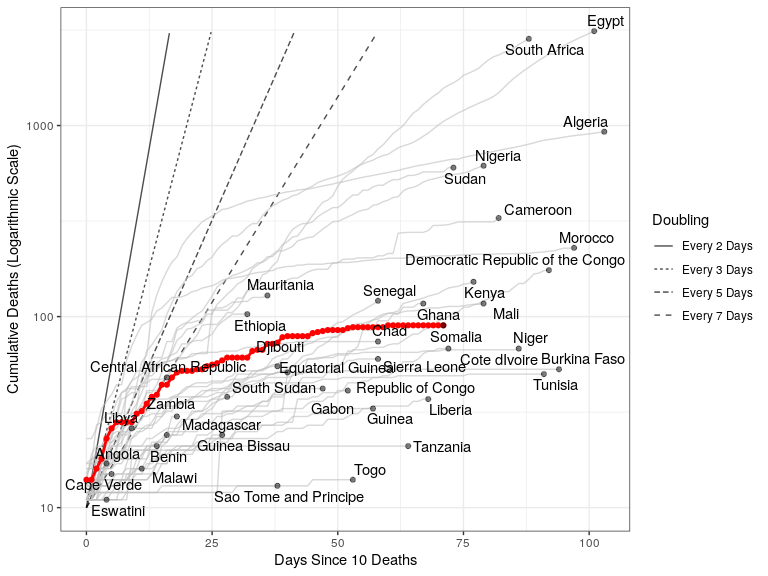 Egypt
South Africa
1000
Algeria
Nigeria
Sudan
Cameroon
Morocco
Democratic Republic of the Congo
Mauritania
Senegal
Kenya
100
Ghana
Mali
Ethiopia
Chad
Somalia
Niger
Djibouti
Central African Republic
Equatorial Guinea
Sierra Leone
Cote dIvoire
Burkina Faso
South Sudan
Republic of Congo
Tunisia
Zambia
Gabon
Liberia
Libya
Madagascar
Guinea
Guinea Bissau
Tanzania
Angola
Benin
Togo
Malawi
Cape Verde
Sao Tome and Principe
10
Eswatini
0
25
50
75
100
Days Since 10 Deaths
Cumulative Deaths (Logarithmic Scale)
Doubling
Every 2 Days
Every 3 Days
Every 5 Days
Every 7 Days